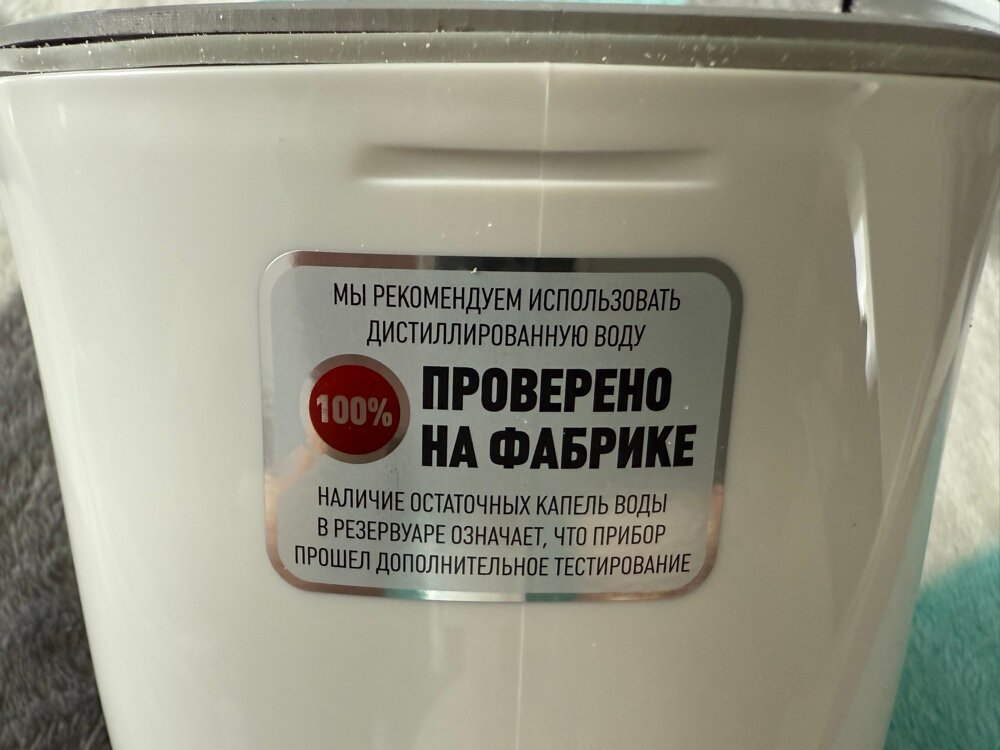 МЫ РЕКОМЕНДУЕМ ИСПОЛЬЗОВАТЬ
ДИСТИЛЛИРОВАННУЮ ВОДУ
100%
ПРОВЕРЕНО
НА ФАБРИКЕ
НАЛИЧИЕ ОСТАТОЧНЫХ КАПЕЛЬ ВОДЫ
В РЕЗЕРВУАРЕ ОЗНАЧАЕТ, ЧТО ПРИБОР
ПРОШЕЛ ДОПОЛНИТЕЛЬНОЕ ТЕСТИРОВАНИЕ